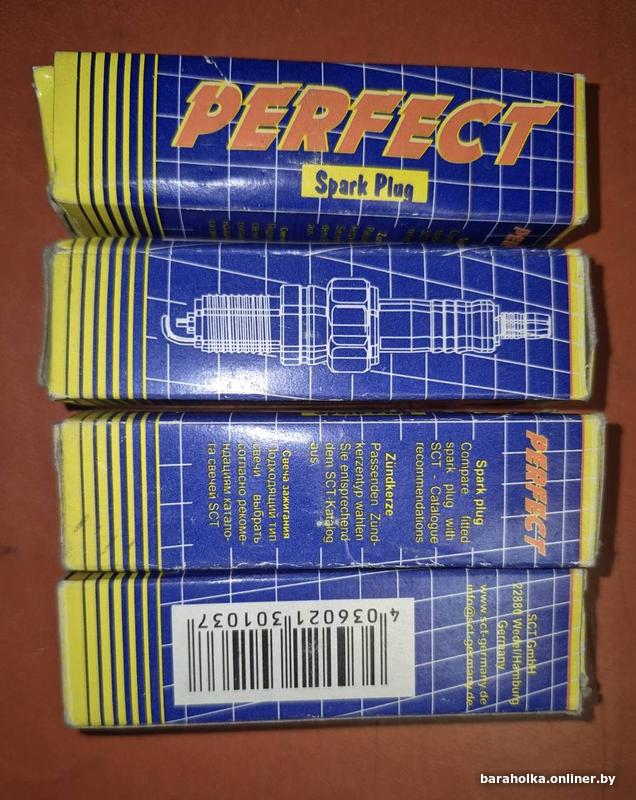 PERFECT
Spark Plug
PERFECT
PERFECT
Spark plug
Compare fitted
spark plug with
SCT - Catalogue
recommendations
Zündkerze
Passenden Zünd-
kerzentyp wählen
Sie entsprechend
dem SCT-Katalog
aus
Свеча зажигания
Подходящий тип
свечи выбрать
согласно рекоме-
ндациям катало-
га свечей SCT
SCT GmbH
22880 Wedel/Hamburg
Germany
www.sct-germany.de
info@sct-germany.de
4 036021 301037
baraholka.onliner.by